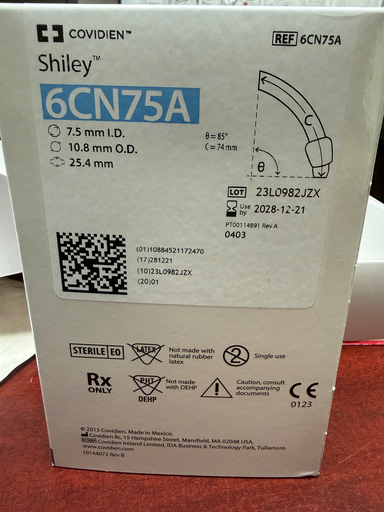 COVIDIEN™
REF 6CN75A
Shiley™
6CN75A
7.5 mm I.D.
10.8 mm O.D.
25.4 mm
θ = 85°
C = 74 mm
C
θ
LOT 23L0982JZX
Use by 2028-12-21
PT00114891 Rev A
0403
(01)10884521172470
(17)281221
(10)23L0982JZX
(20)01
STERILE EO
LATEX
Not made with natural rubber latex
2
Single use
Rx ONLY
PHT
DEHP
Not made with DEHP
Caution, consult accompanying documents
CE
0123
© 2013 Covidien. Made in Mexico.
Covidien llc, 15 Hampshire Street, Mansfield, MA 02048 USA.
Covidien Ireland Limited, IDA Business & Technology Park, Tullamore.
www.covidien.com
10144072 Rev B